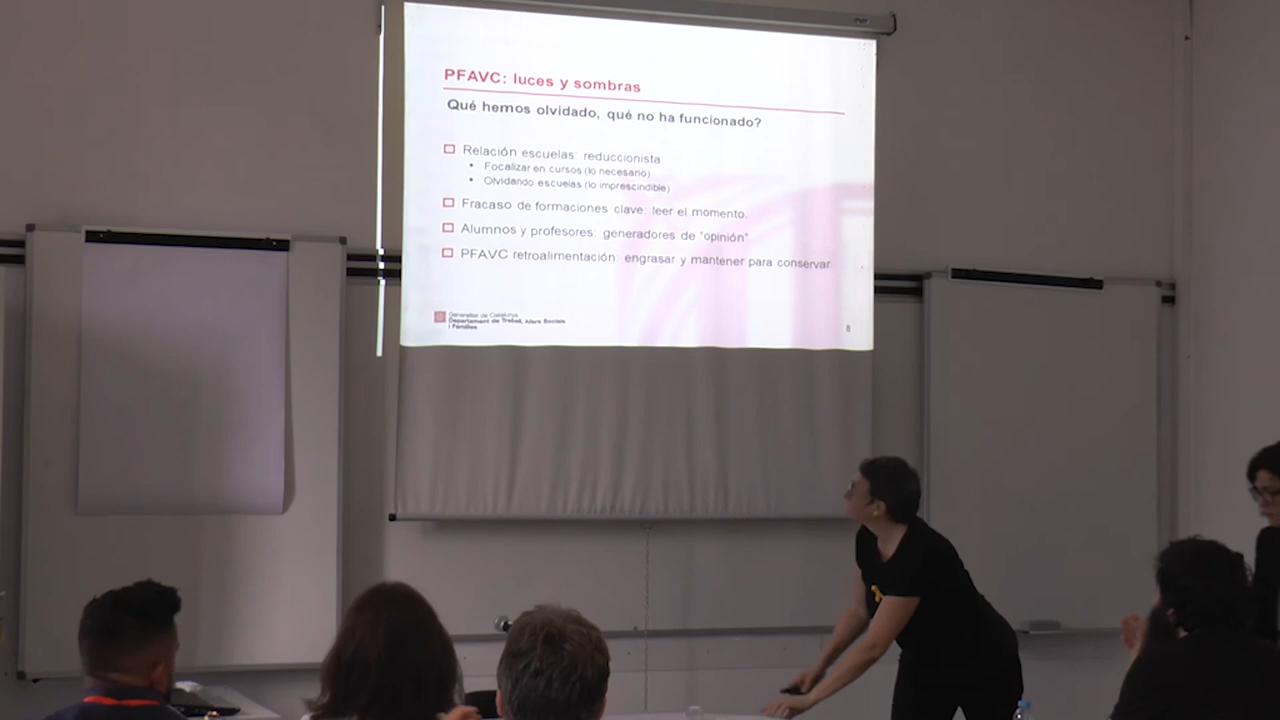 PFAVC: luces y sombras
Qué hemos olvidado, qué no ha funcionado?
Relación escuelas: reduccionista
• Focalizar en cursos (lo necesario)
• Olvidando escuelas (lo imprescindible)
Fracaso de formaciones clave: leer el momento.
Alumnos y profesores: generadores de "opinión"
PFAVC retroalimentación: engrasar y mantener para conservar
Generalitat de Catalunya
Departament de Treball, Afers Socials
i Famílies
8